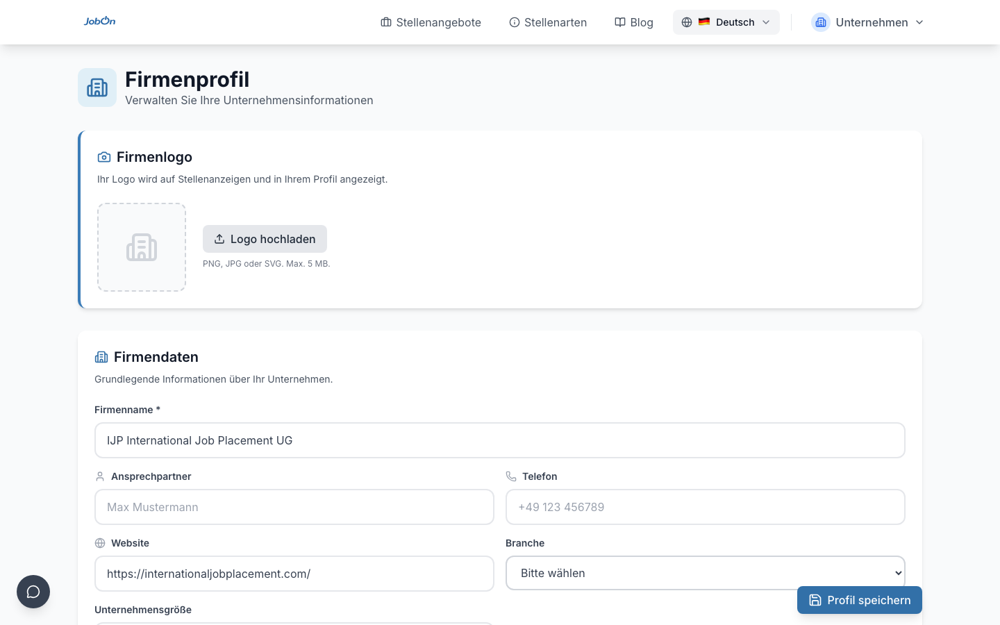 JobOn
Stellenangebote
Stellenarten
Blog
Deutsch
Unternehmen
Firmenprofil
Verwalten Sie Ihre Unternehmensinformationen
Firmenlogo
Ihr Logo wird auf Stellenanzeigen und in Ihrem Profil angezeigt.
Logo hochladen
PNG, JPG oder SVG. Max. 5 MB.
Firmendaten
Grundlegende Informationen über Ihr Unternehmen.
Firmenname *
IJP International Job Placement UG
Ansprechpartner
Telefon
Max Mustermann
+49 123 456789
Website
Branche
https://internationaljobplacement.com/
Bitte wählen
Profil speichern
Unternehmensgröße